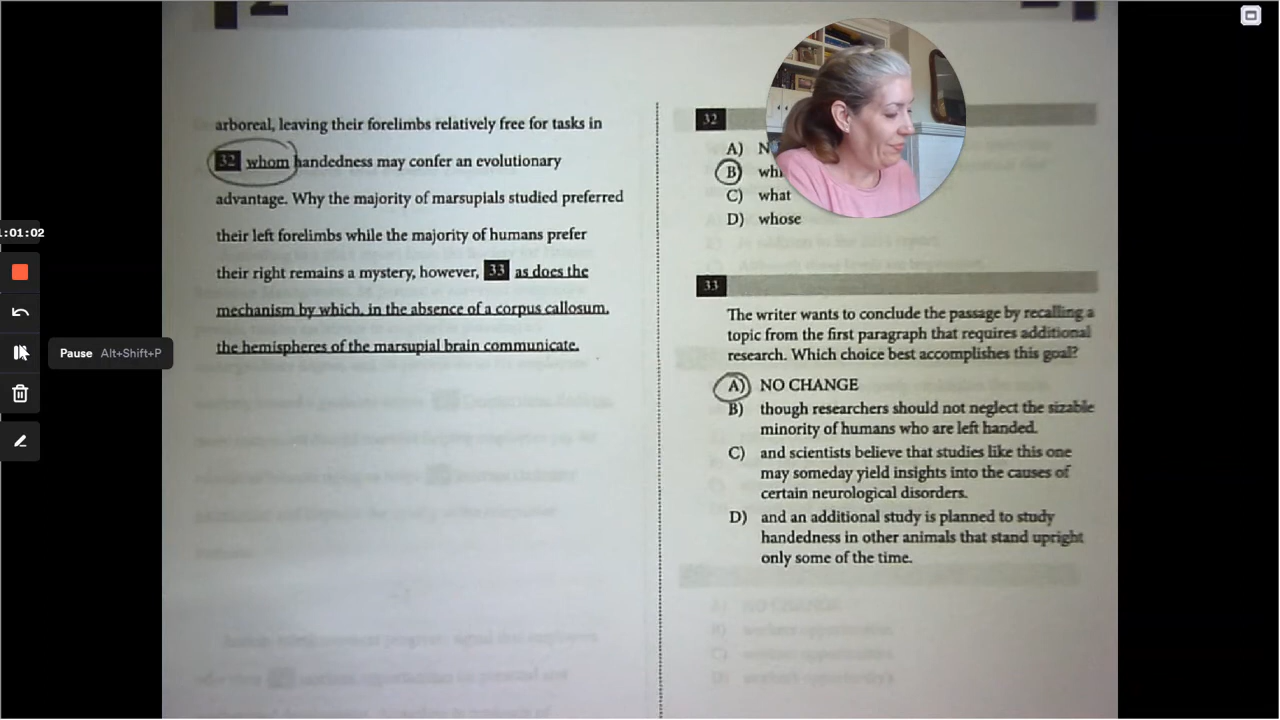 arboreal, leaving their forelimbs relatively free for tasks in
32 whom handedness may confer an evolutionary
advantage. Why the majority of marsupials studied preferred
their left forelimbs while the majority of humans prefer
their right remains a mystery, however, 33 as does the
mechanism by which, in the absence of a corpus callosum,
the hemispheres of the marsupial brain communicate.
32
A) N
B) whi
C) what
D) whose
33
The writer wants to conclude the passage by recalling a
topic from the first paragraph that requires additional
research. Which choice best accomplishes this goal?
A) NO CHANGE
B) though researchers should not neglect the sizable
minority of humans who are left handed.
C) and scientists believe that studies like this one
may someday yield insights into the causes of
certain neurological disorders.
D) and an additional study is planned to study
handedness in other animals that stand upright
only some of the time.
1:01:02
Pause Alt+Shift+P